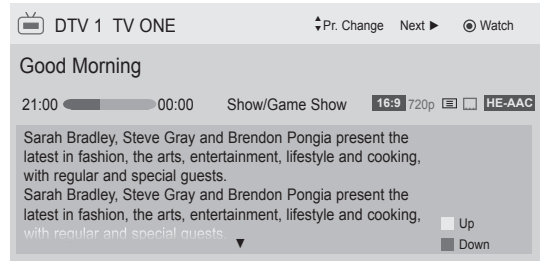 DTV 1 TV ONE Pr. Change Next ► Watch
Good Morning
21:00 00:00 Show/Game Show 16:9 720p HE-AAC
Sarah Bradley, Steve Gray and Brendon Pongia present the
latest in fashion, the arts, entertainment, lifestyle and cooking,
with regular and special guests.
Sarah Bradley, Steve Gray and Brendon Pongia present the
latest in fashion, the arts, entertainment, lifestyle and cooking,
with regular and special guests.
Up
Down